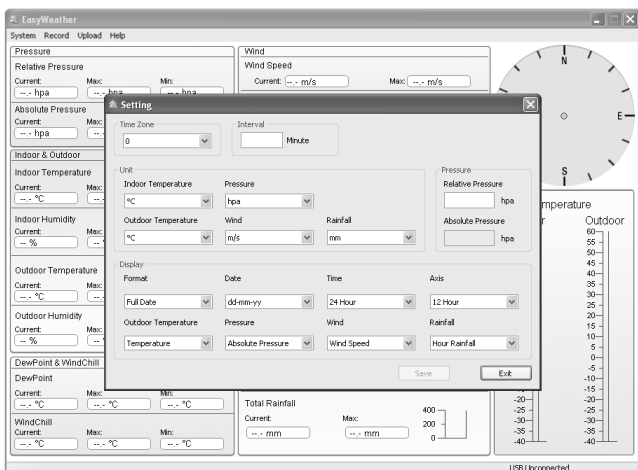 EasyWeather
System Record Upload Help
Pressure
Relative Pressure
Current: Max: Min:
--.- hpa --.- hpa --.- hpa
Absolute Pressure
Current: Max:
--.- hpa
Indoor & Outdoor
Indoor Temperature
Current: Max:
--.- °C
Indoor Humidity
Current: Max:
-- %
Outdoor Temperature
Current: Max:
--.- °C
Outdoor Humidity
Current: Max:
-- %
DewPoint & WindChill
DewPoint
Current: Max: Min:
--.- °C --.- °C --.- °C
WindChill
Current: Max: Min:
--.- °C --.- °C --.- °C
Wind
Wind Speed
Current: --.- m/s Max: --.- m/s
N
E
S
Setting
Time Zone
0
Interval
Minute
Unit
Indoor Temperature Pressure
°C hpa
Outdoor Temperature Wind Rainfall
°C m/s mm
Pressure
Relative Pressure
hpa
Absolute Pressure
hpa
Display
Format Date Time Axis
Full Date dd-mm-yy 24 Hour 12 Hour
Outdoor Temperature Pressure Wind Rainfall
Temperature Absolute Pressure Wind Speed Hour Rainfall
Save Exit
Total Rainfall
Current: Max:
--.- mm --.- mm
400
200
0
Outdoor
60
55
50
45
40
35
30
25
20
15
10
5
0
-5
-10
-15
-20 -20
-25 -25
-30 -30
-35 -35
-40 -40
USB Unconnected